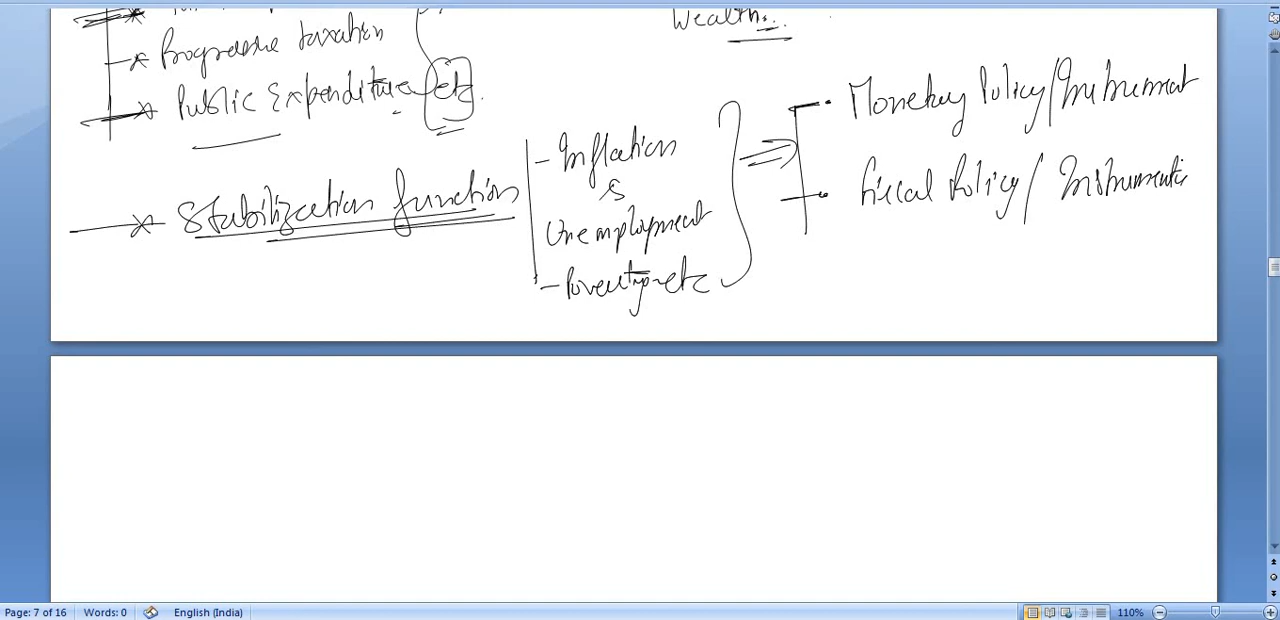 Wealth...
* Progressive taxation
* Public Expenditure etc.
* Stabilization function
- Inflation
&
Unemployment
- Poverty etc
Monetary Policy/Instrument
Fiscal Policy/Instruments
Page: 7 of 16 Words: 0 English (India) 110%